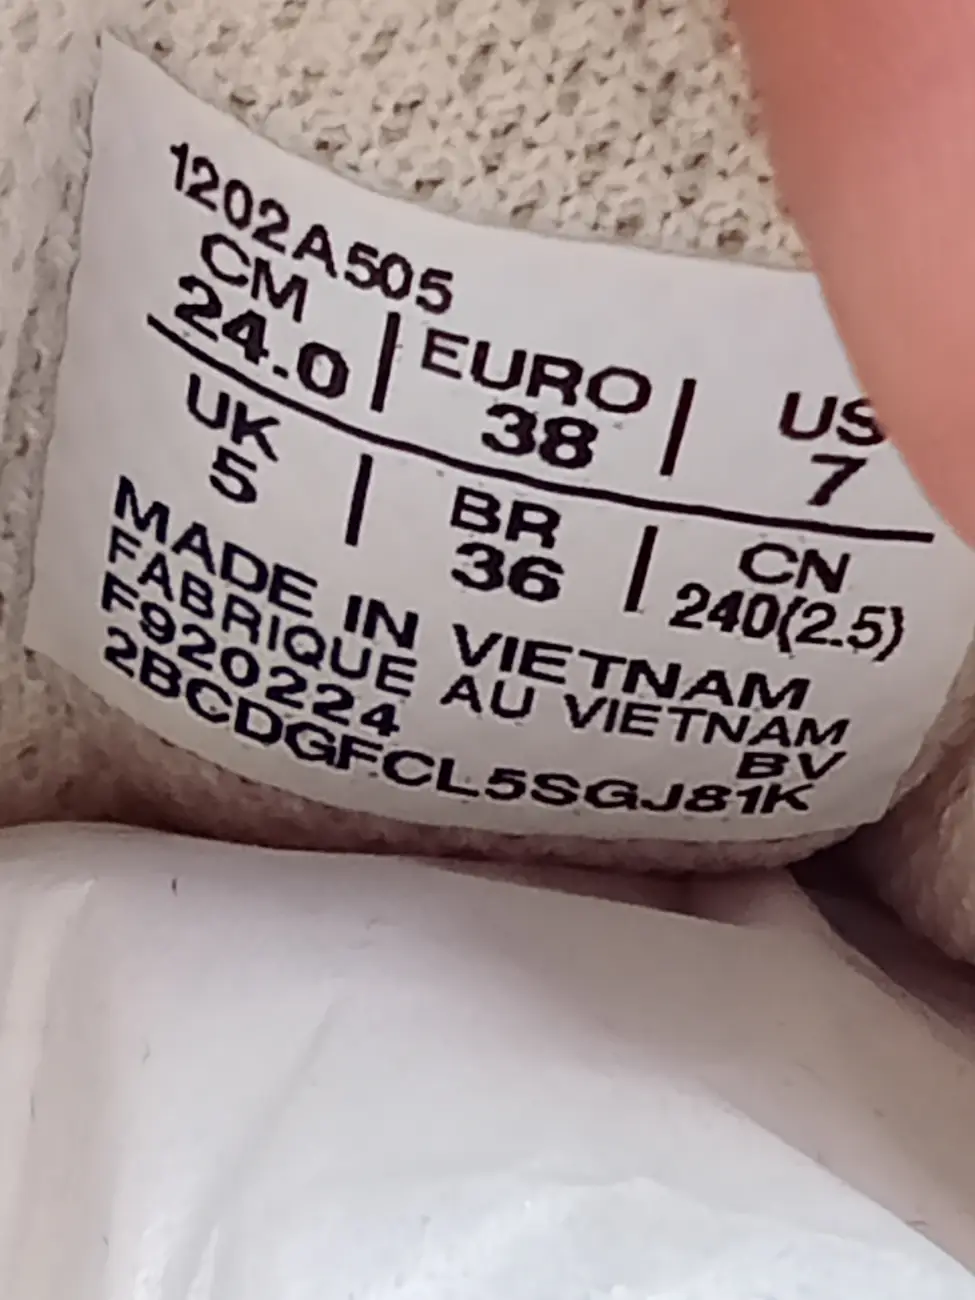 1202A505
CM | EURO | US
24.0 | 38 | 7
UK | BR | CN
5 | 36 | 240(2.5)
MADE IN VIETNAM
FABRIQUE AU VIETNAM
F920224 BV
2BCDGFCL5SGJ81K